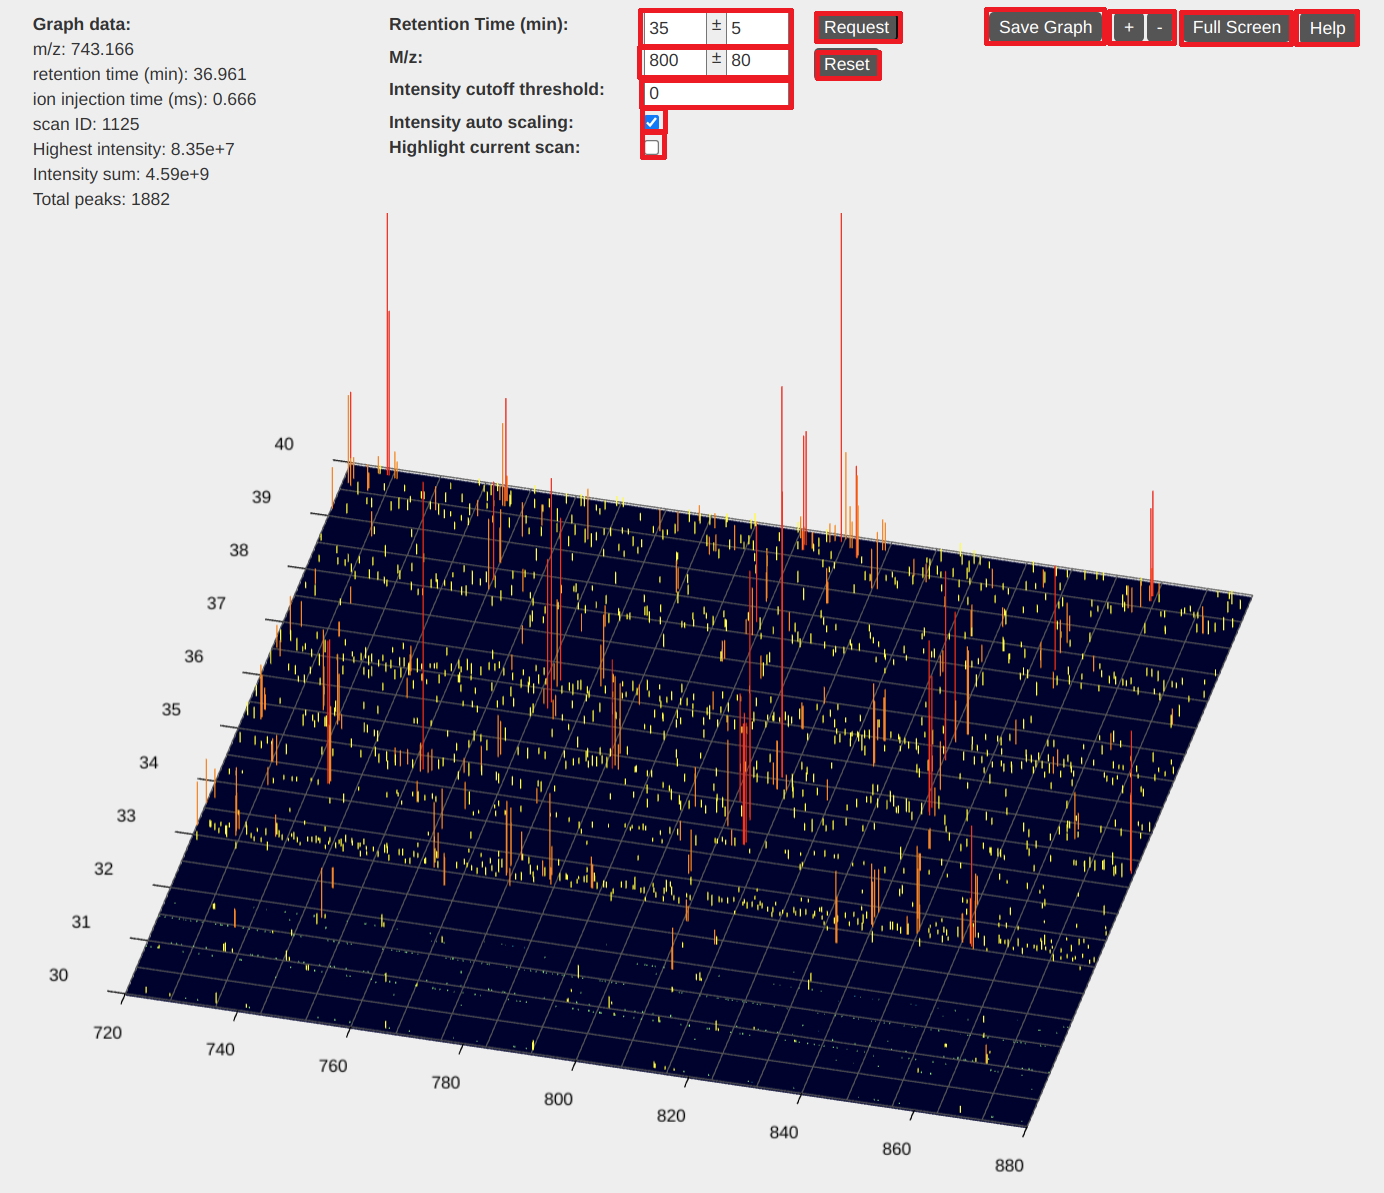 Graph data:
m/z: 743.166
retention time (min): 36.961
ion injection time (ms): 0.666
scan ID: 1125
Highest intensity: 8.35e+7
Intensity sum: 4.59e+9
Total peaks: 1882
Retention Time (min): 35 ± 5 Request
M/z: 800 ± 80 Reset
Intensity cutoff threshold: 0
Intensity auto scaling:
Highlight current scan:
Save Graph + - Full Screen Help
40
39
38
37
36
35
34
33
32
31
30
720
740
760
780
800
820
840
860
880